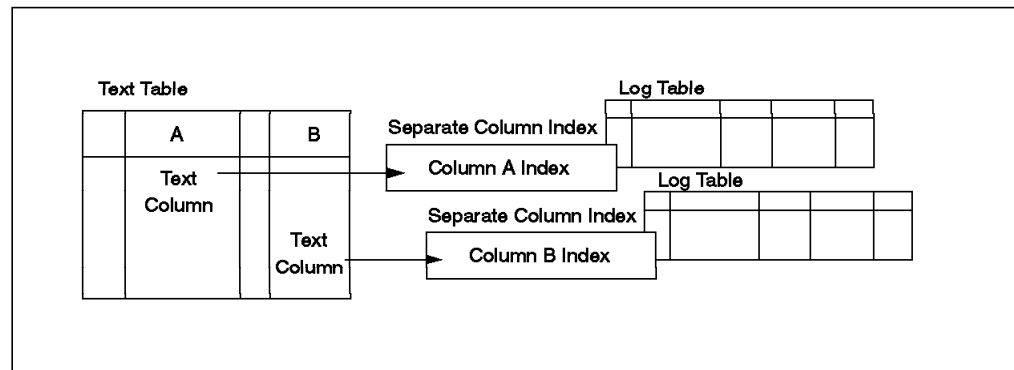 Text Table
A
B
Text
Column
Text
Column
Log Table
Separate Column Index
Column A Index
Log Table
Separate Column Index
Column B Index